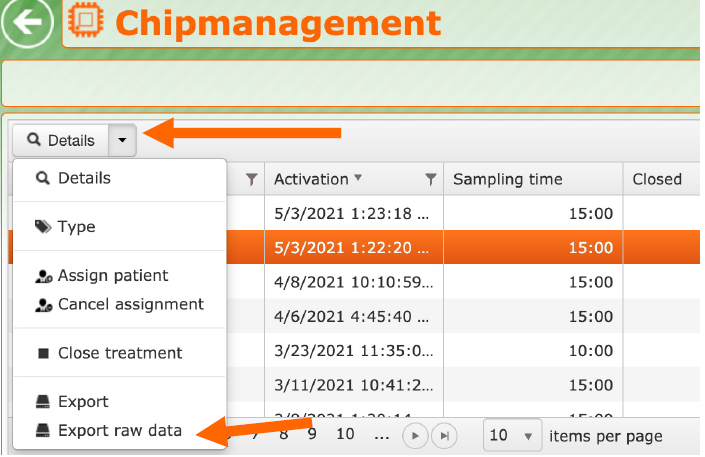 Chipmanagement
Details
Details
Type
Assign patient
Cancel assignment
Close treatment
Export
Export raw data
Activation Sampling time Closed
5/3/2021 1:23:18 ... 15:00
5/3/2021 1:22:20 ... 15:00
4/8/2021 10:10:59... 15:00
4/6/2021 4:45:40 ... 15:00
3/23/2021 11:35:0... 10:00
3/11/2021 10:41:2... 15:00
7 8 9 10 ... 10 items per page